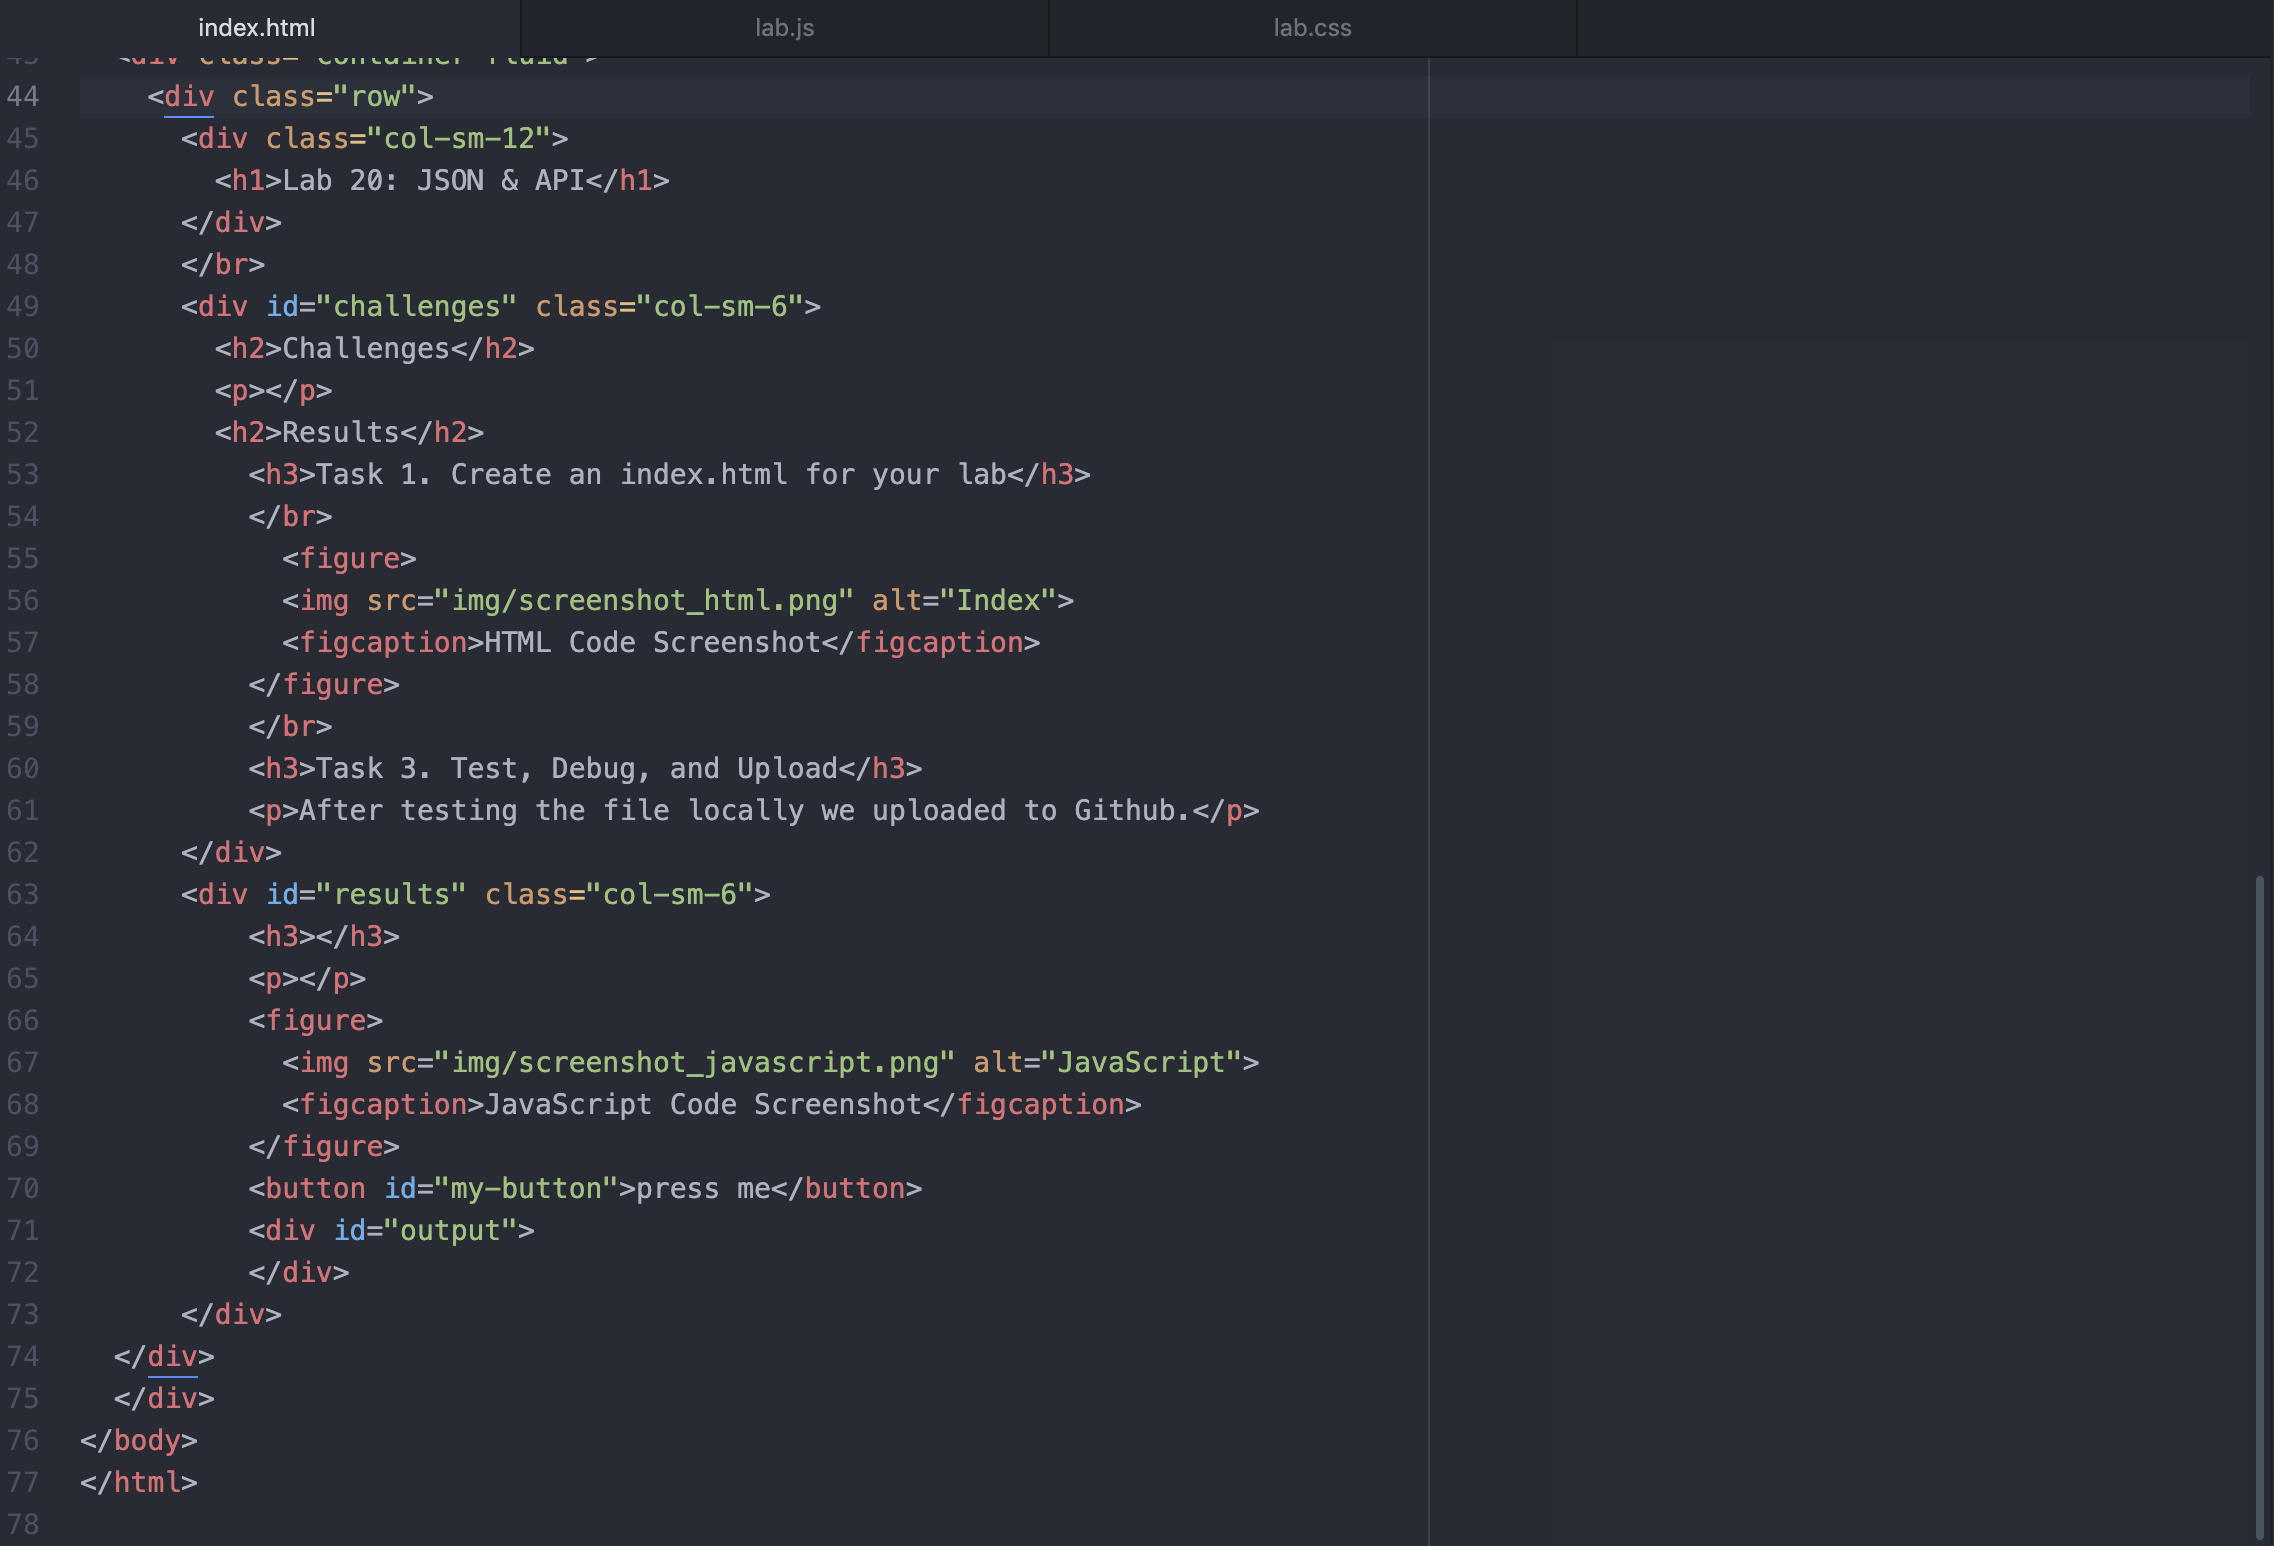 index.html lab.js lab.css
43 <div class="container-fluid">
44 <div class="row">
45 <div class="col-sm-12">
46 <h1>Lab 20: JSON & API</h1>
47 </div>
48 </br>
49 <div id="challenges" class="col-sm-6">
50 <h2>Challenges</h2>
51 <p></p>
52 <h2>Results</h2>
53 <h3>Task 1. Create an index.html for your lab</h3>
54 </br>
55 <figure>
56 <img src="img/screenshot_html.png" alt="Index">
57 <figcaption>HTML Code Screenshot</figcaption>
58 </figure>
59 </br>
60 <h3>Task 3. Test, Debug, and Upload</h3>
61 <p>After testing the file locally we uploaded to Github.</p>
62 </div>
63 <div id="results" class="col-sm-6">
64 <h3></h3>
65 <p></p>
66 <figure>
67 <img src="img/screenshot_javascript.png" alt="JavaScript">
68 <figcaption>JavaScript Code Screenshot</figcaption>
69 </figure>
70 <button id="my-button">press me</button>
71 <div id="output">
72 </div>
73 </div>
74 </div>
75 </div>
76 </body>
77 </html>
78